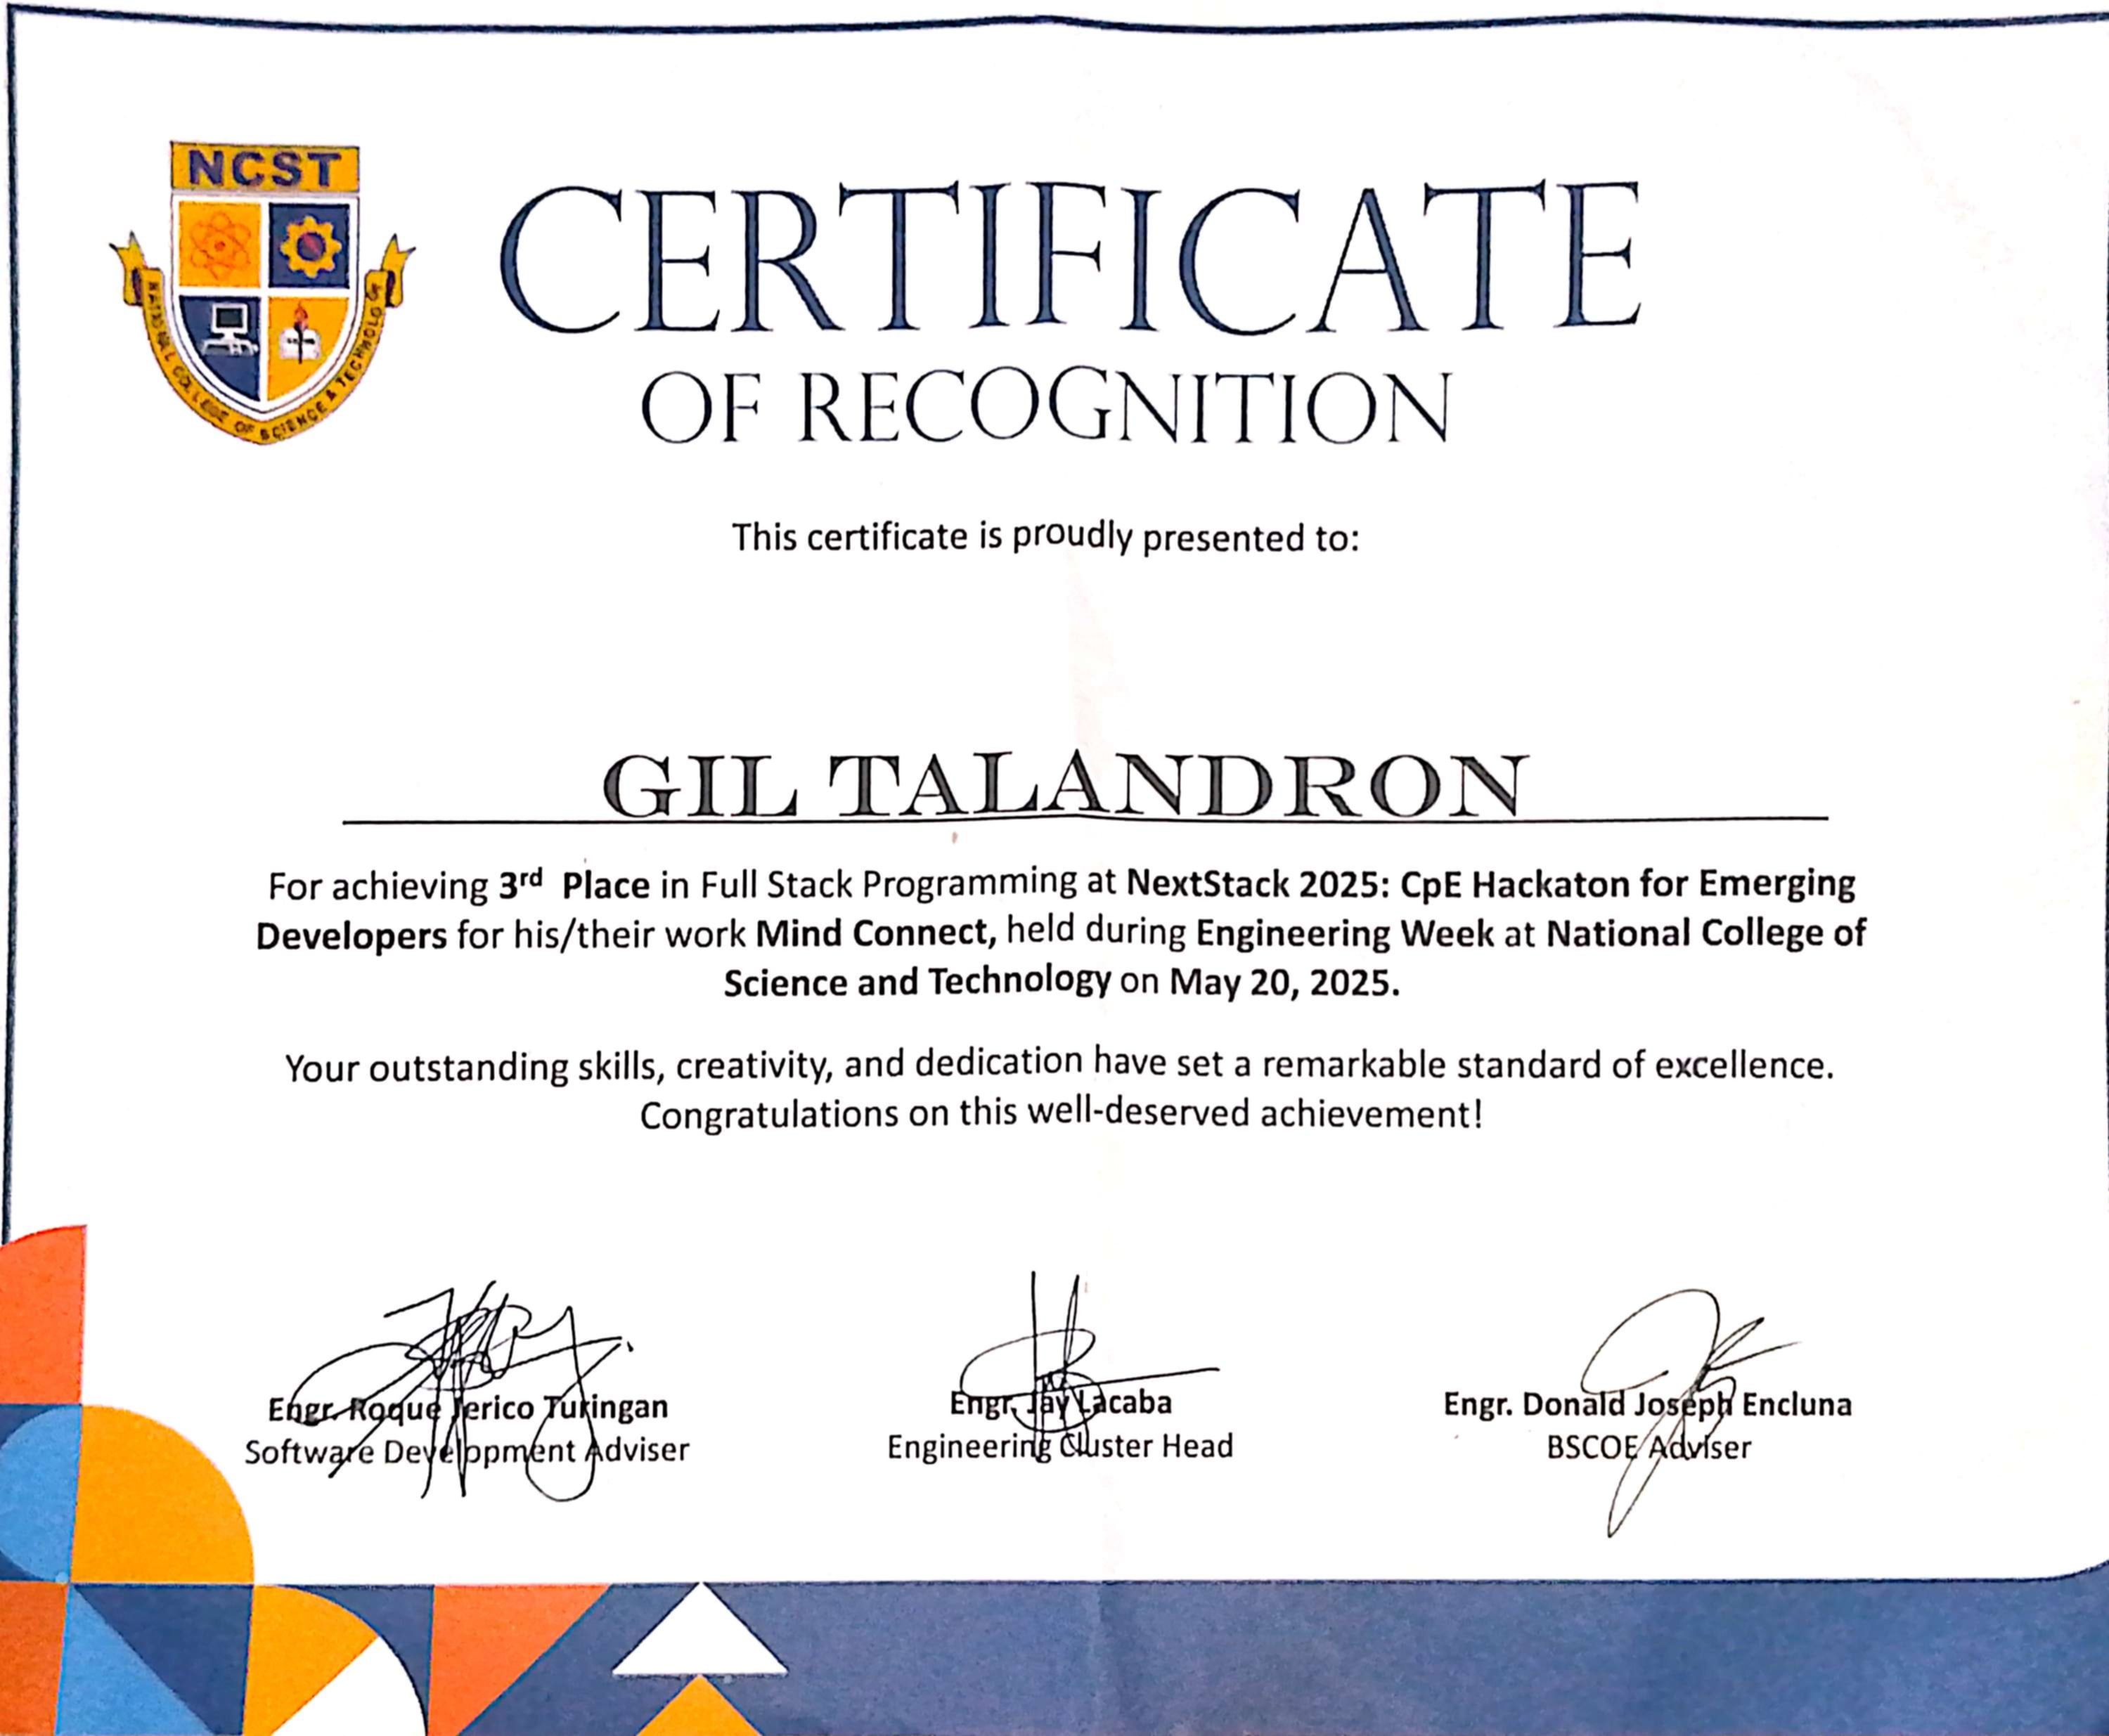 NCST
NATIONAL COLLEGE OF SCIENCE & TECHNOLOGY
CERTIFICATE
OF RECOGNITION
This certificate is proudly presented to:
GIL TALANDRON
For achieving 3rd Place in Full Stack Programming at NextStack 2025: CpE Hackaton for Emerging
Developers for his/their work Mind Connect, held during Engineering Week at National College of
Science and Technology on May 20, 2025.
Your outstanding skills, creativity, and dedication have set a remarkable standard of excellence.
Congratulations on this well-deserved achievement!
Engr. Roque Jerico Turingan
Software Development Adviser
Engr. Jay Lacaba
Engineering Cluster Head
Engr. Donald Joseph Encluna
BSCOE Adviser